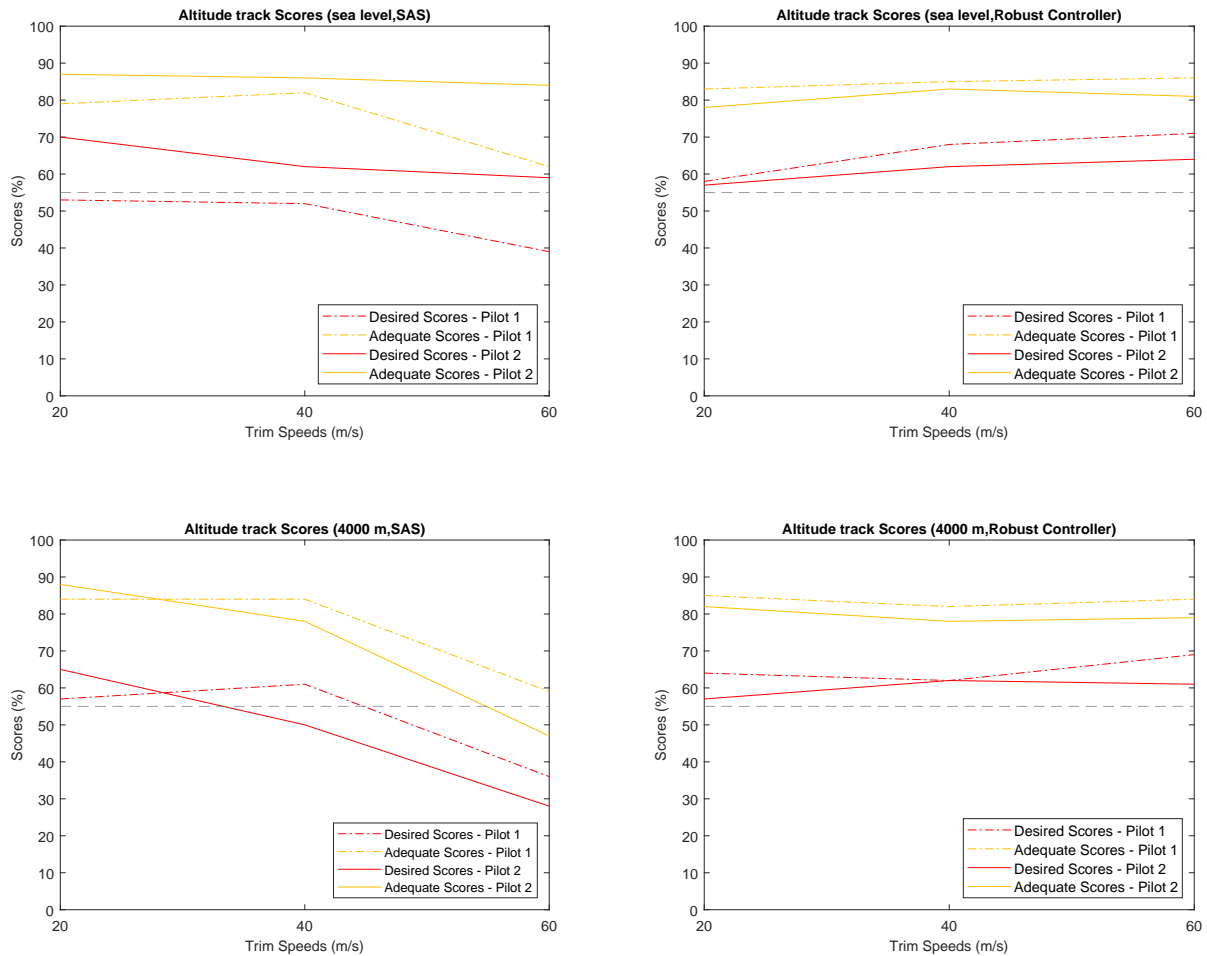 Altitude track Scores (sea level,SAS)
100
90
80
70
60
50
40
30
20
10
0
Scores (%)
20
40
60
Trim Speeds (m/s)
Desired Scores - Pilot 1
Adequate Scores - Pilot 1
Desired Scores - Pilot 2
Adequate Scores - Pilot 2
Altitude track Scores (sea level,Robust Controller)
100
90
80
70
60
50
40
30
20
10
0
Scores (%)
20
40
60
Trim Speeds (m/s)
Desired Scores - Pilot 1
Adequate Scores - Pilot 1
Desired Scores - Pilot 2
Adequate Scores - Pilot 2
Altitude track Scores (4000 m,SAS)
100
90
80
70
60
50
40
30
20
10
0
Scores (%)
20
40
60
Trim Speeds (m/s)
Desired Scores - Pilot 1
Adequate Scores - Pilot 1
Desired Scores - Pilot 2
Adequate Scores - Pilot 2
Altitude track Scores (4000 m,Robust Controller)
100
90
80
70
60
50
40
30
20
10
0
Scores (%)
20
40
60
Trim Speeds (m/s)
Desired Scores - Pilot 1
Adequate Scores - Pilot 1
Desired Scores - Pilot 2
Adequate Scores - Pilot 2